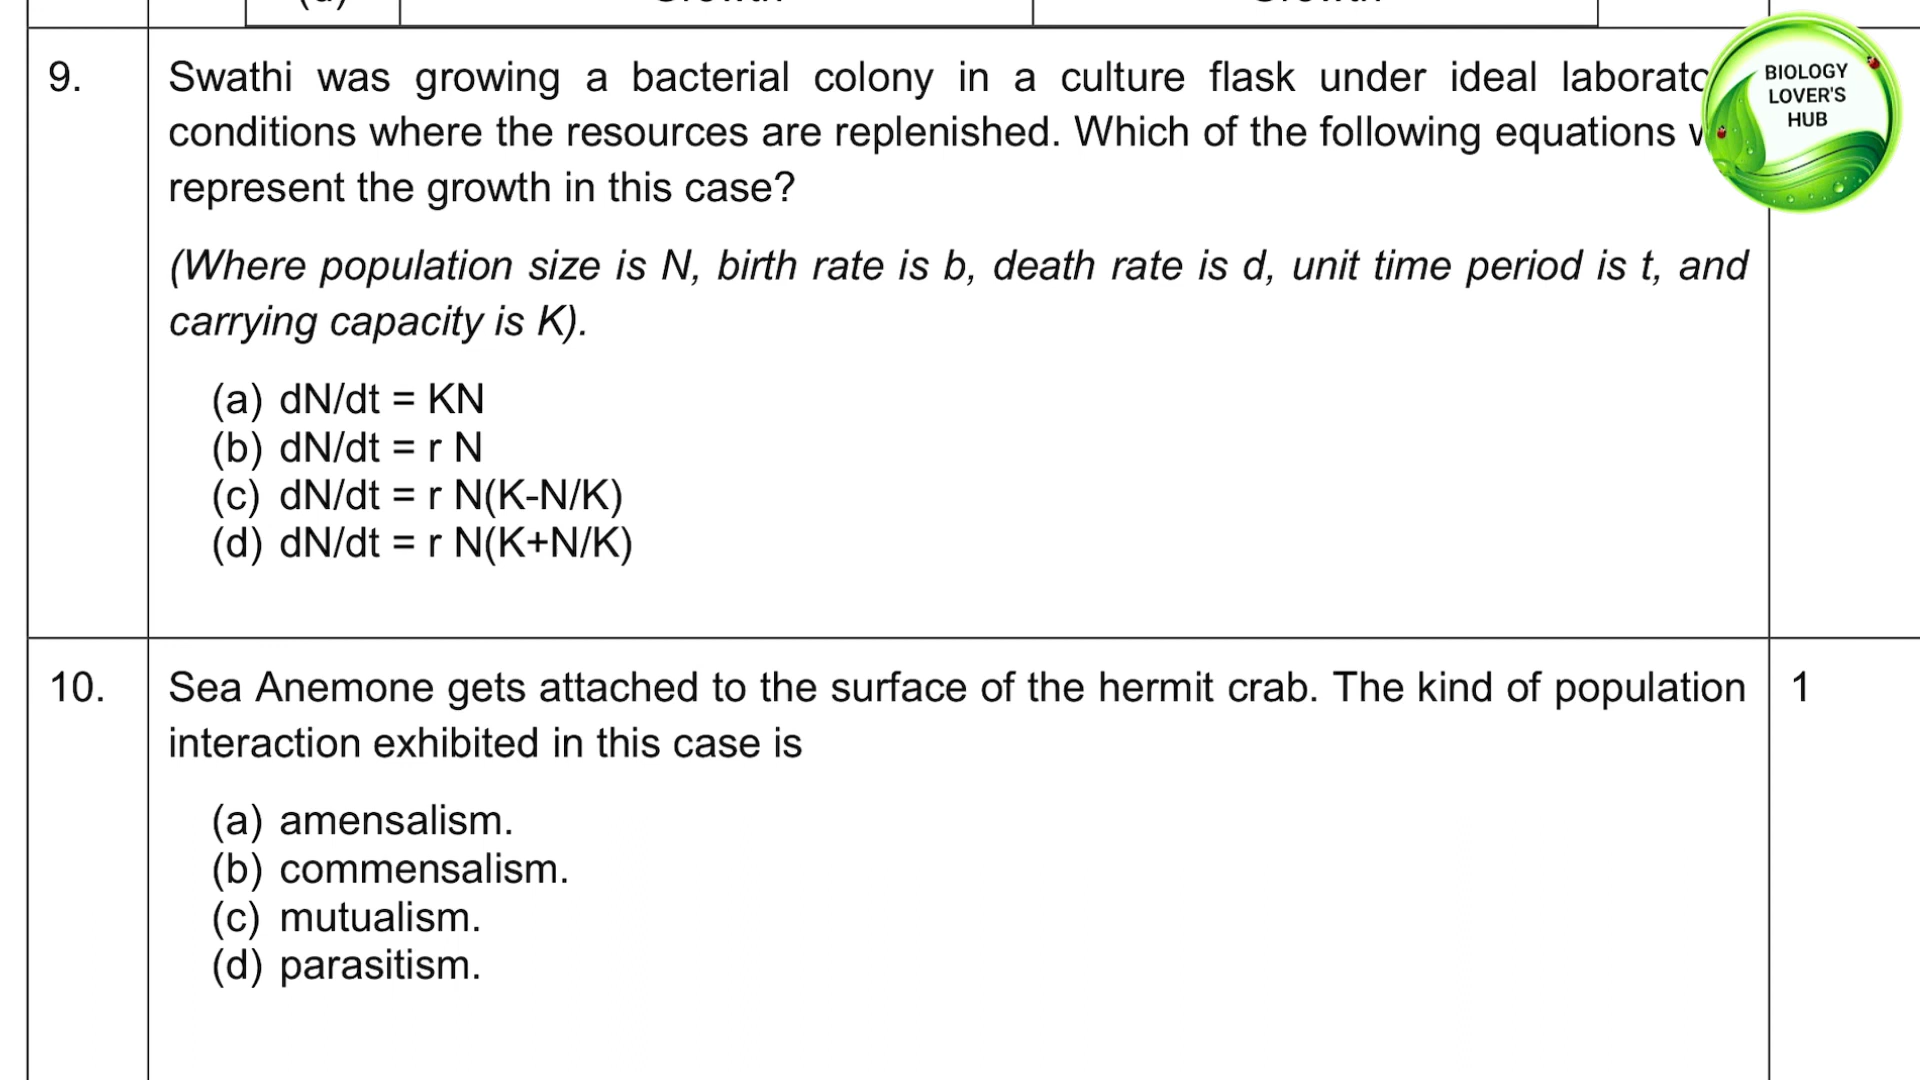 9.
Swathi was growing a bacterial colony in a culture flask under ideal
conditions where the resources are replenished. Which of the following equations
represent the growth in this case?
(Where population size is N, birth rate is b, death rate is d, unit time period is t, and
carrying capacity is K).
(a) dN/dt = KN
(b) dN/dt = r N
(c) dN/dt = r N(K-N/K)
(d) dN/dt = r N(K+N/K)
BIOLOGY
LOVER'S
HUB
10.
Sea Anemone gets attached to the surface of the hermit crab. The kind of population
interaction exhibited in this case is
1
(a) amensalism.
(b) commensalism.
(c) mutualism.
(d) parasitism.